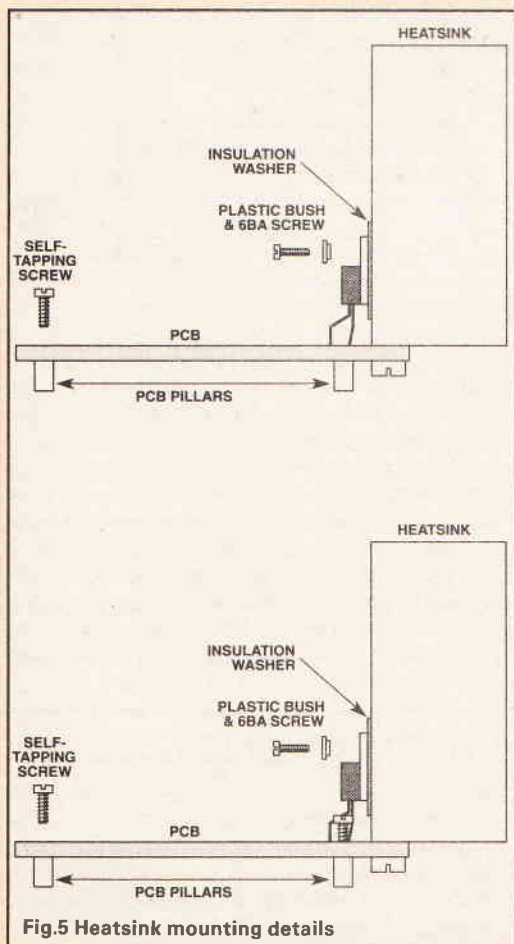 HEATSINK
INSULATION
WASHER
PLASTIC BUSH
& 6BA SCREW
SELF-
TAPPING
SCREW
PCB
PCB PILLARS
HEATSINK
INSULATION
WASHER
PLASTIC BUSH
& 6BA SCREW
SELF-
TAPPING
SCREW
PCB
PCB PILLARS
Fig.5 Heatsink mounting details